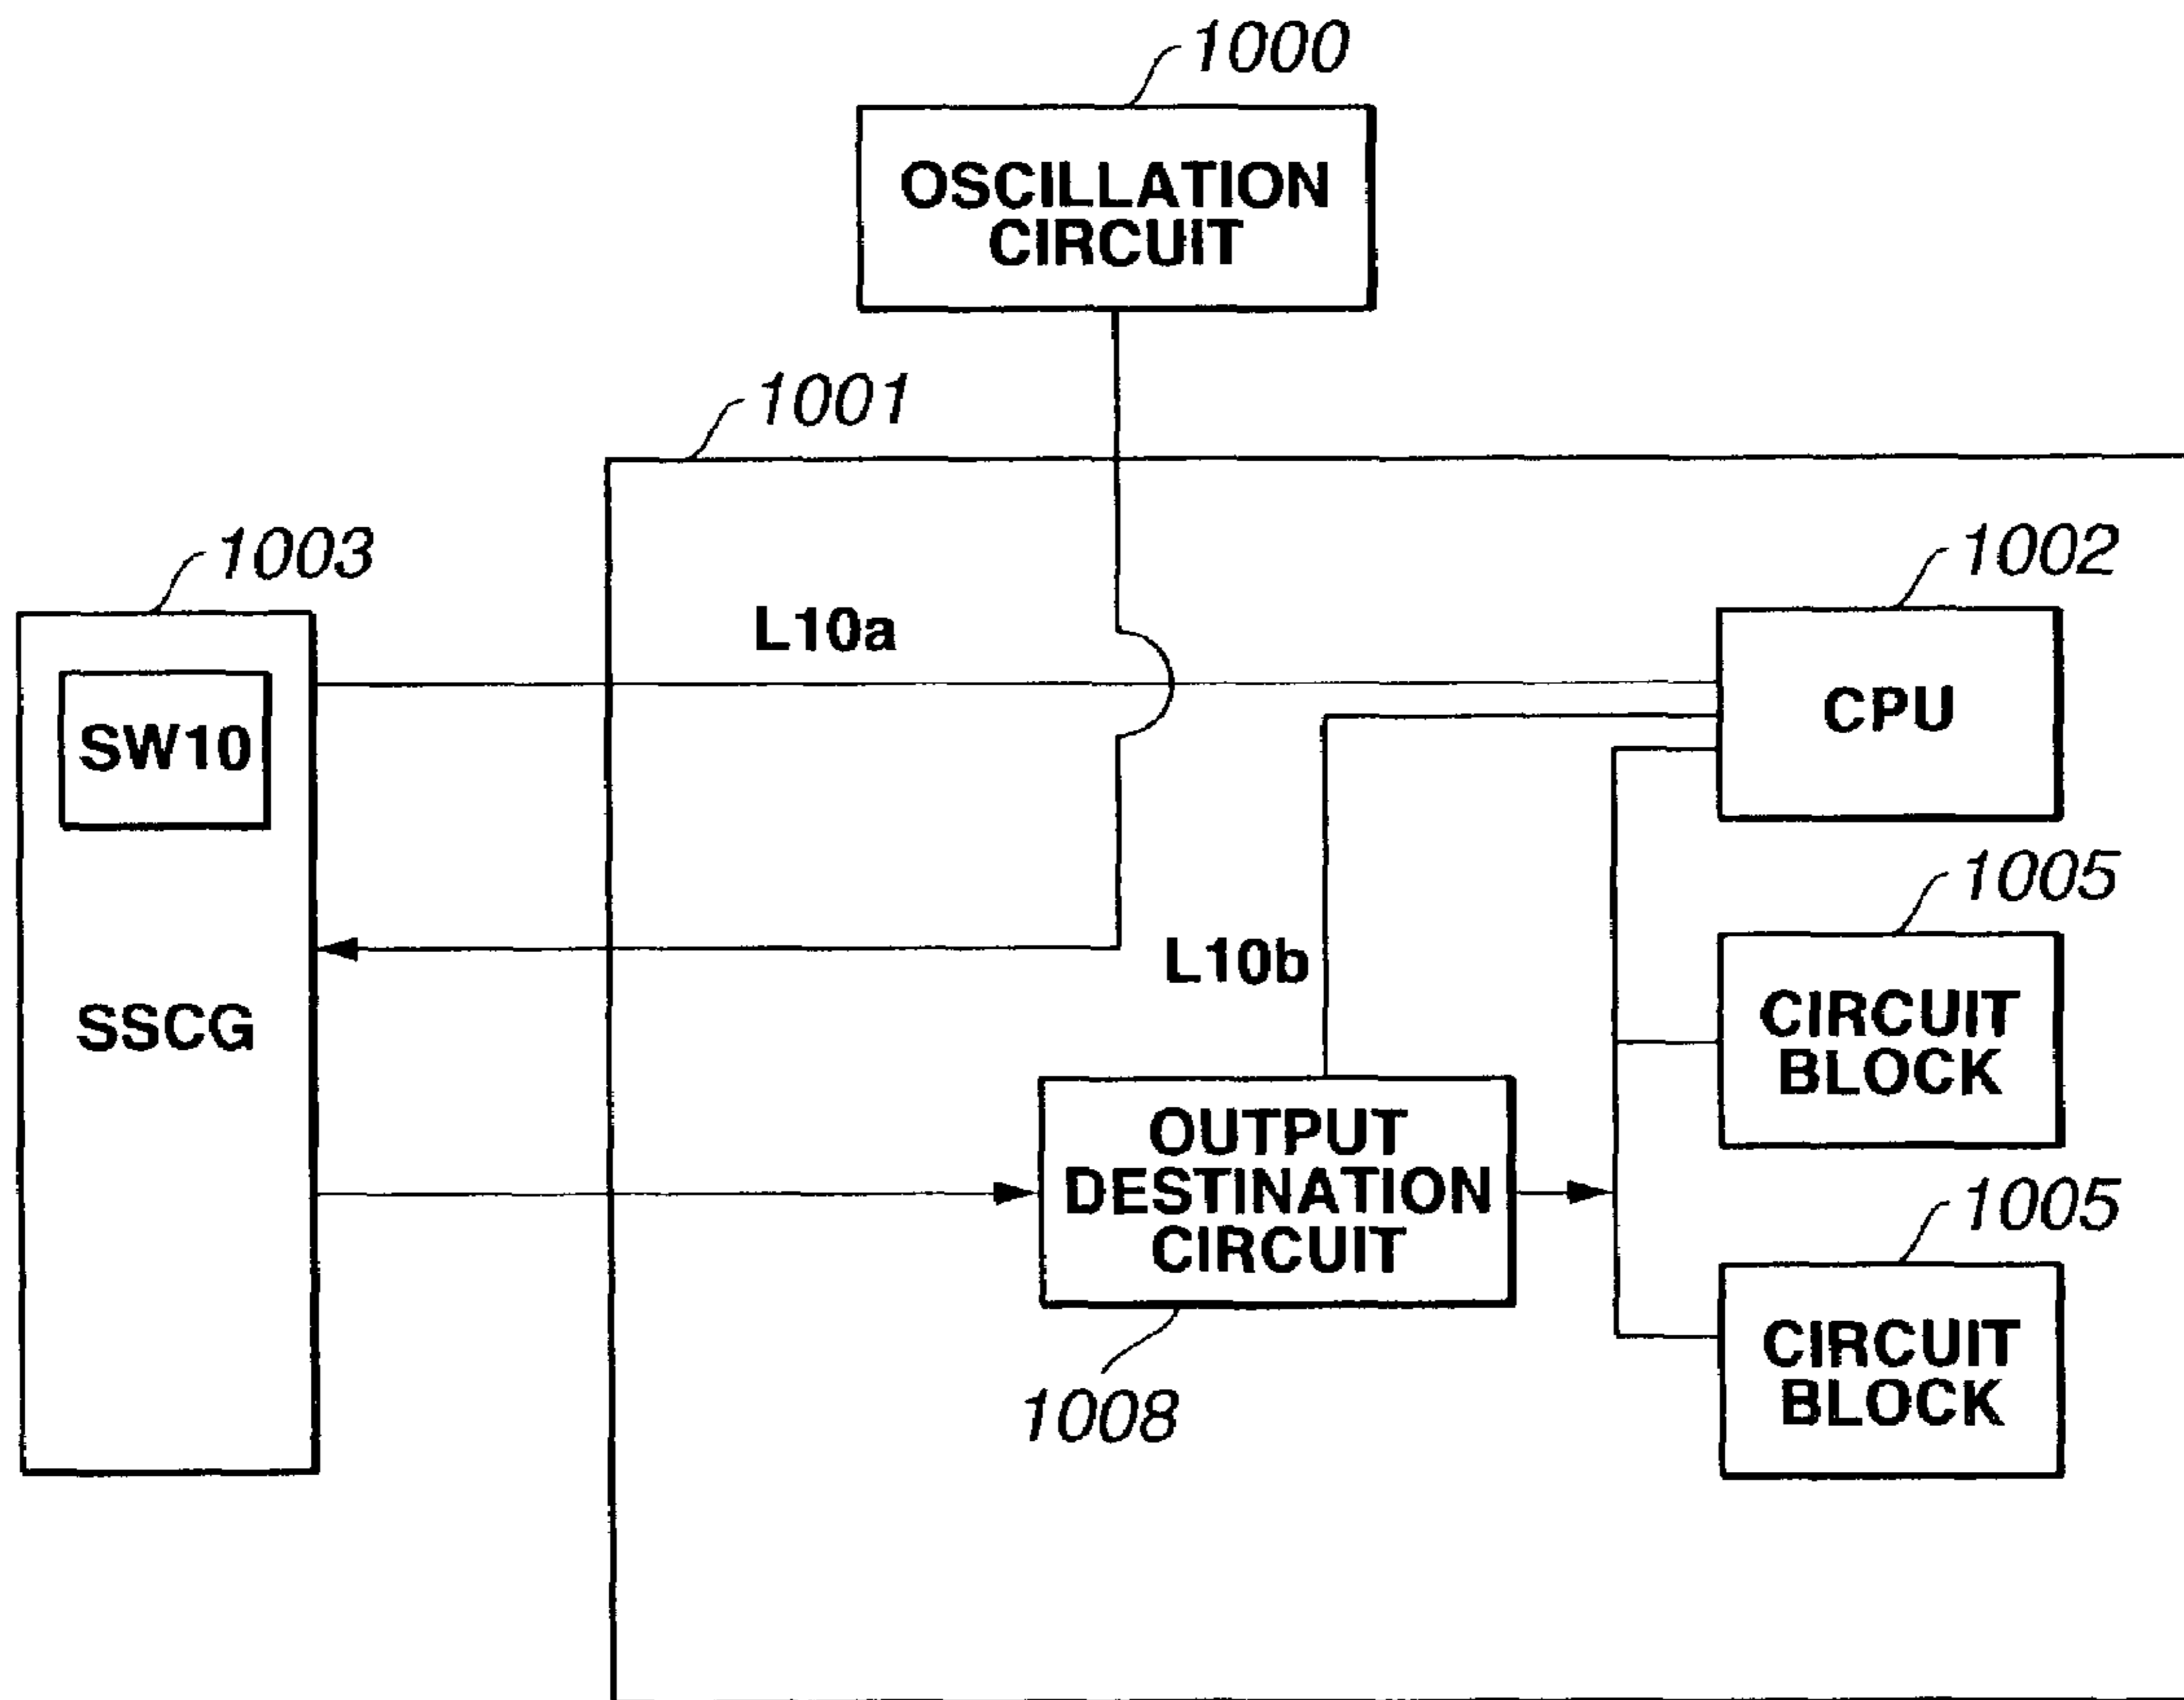 1000
OSCILLATION
CIRCUIT
1001
1003
1002
L10a
SW10
CPU
1005
L10b
SSCG
CIRCUIT
BLOCK
OUTPUT
DESTINATION
CIRCUIT
1005
CIRCUIT
BLOCK
1008